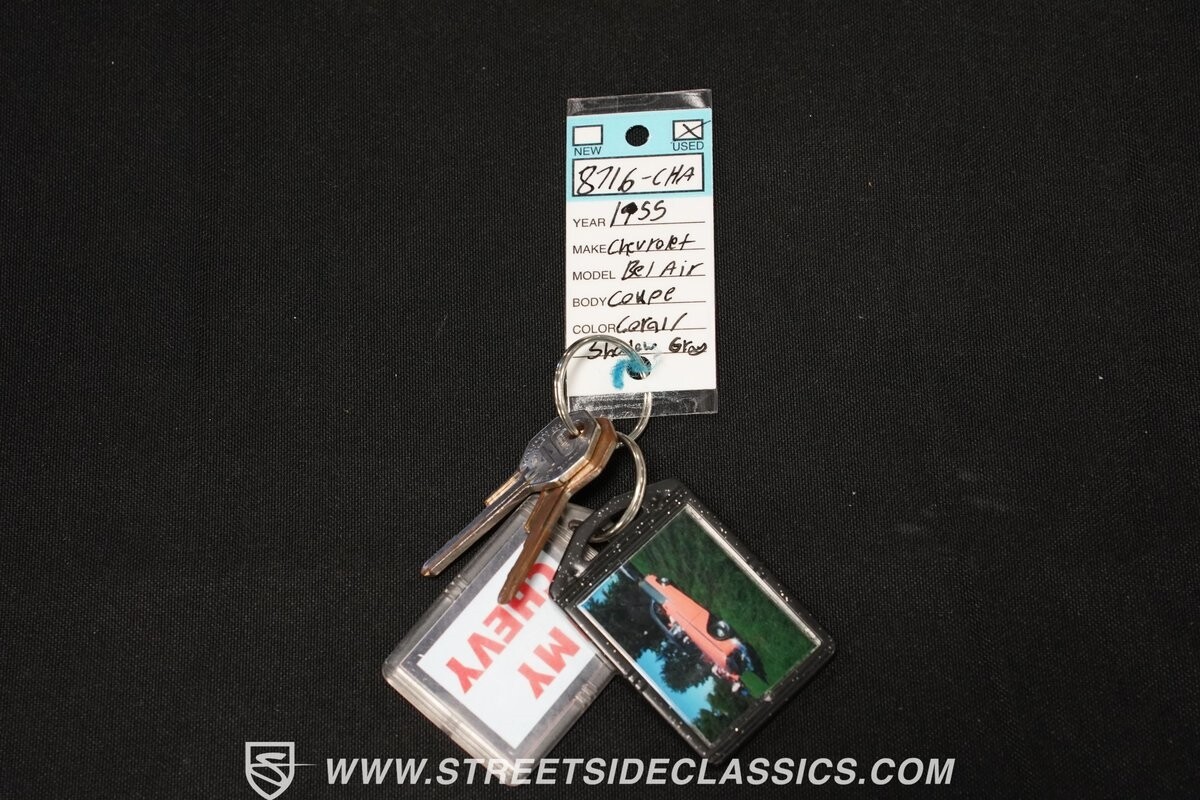 NEW USED
8716-CHA
YEAR 1955
MAKE Chevrolet
MODEL Bel Air
BODY Coupe
COLOR Coral/
Shadow Gray
MY
CHEVY
WWW.STREETSIDECLASSICS.COM